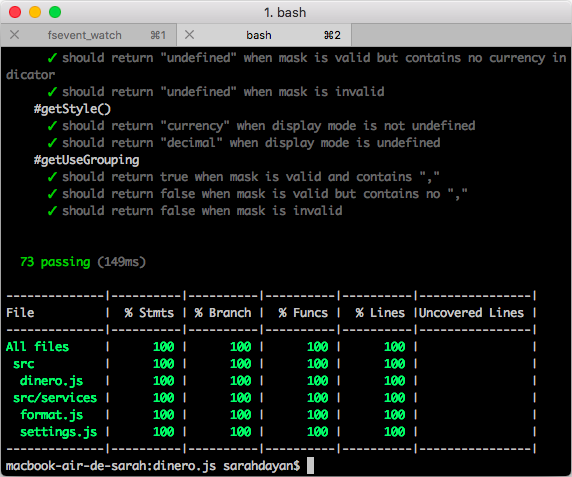 1. bash
fsevent_watch ⌘1 bash ⌘2
✓ should return "undefined" when mask is valid but contains no currency in
dicator
✓ should return "undefined" when mask is invalid
#getStyle()
✓ should return "currency" when display mode is not undefined
✓ should return "decimal" when display mode is undefined
#getUseGrouping
✓ should return true when mask is valid and contains ","
✓ should return false when mask is valid but contains no ","
✓ should return false when mask is invalid
73 passing (149ms)
--------------|----------|----------|----------|----------|----------------|
File | % Stmts | % Branch | % Funcs | % Lines |Uncovered Lines |
--------------|----------|----------|----------|----------|----------------|
All files | 100 | 100 | 100 | 100 | |
src | 100 | 100 | 100 | 100 | |
dinero.js | 100 | 100 | 100 | 100 | |
src/services | 100 | 100 | 100 | 100 | |
format.js | 100 | 100 | 100 | 100 | |
settings.js | 100 | 100 | 100 | 100 | |
--------------|----------|----------|----------|----------|----------------|
macbook-air-de-sarah:dinero.js sarahdayan$